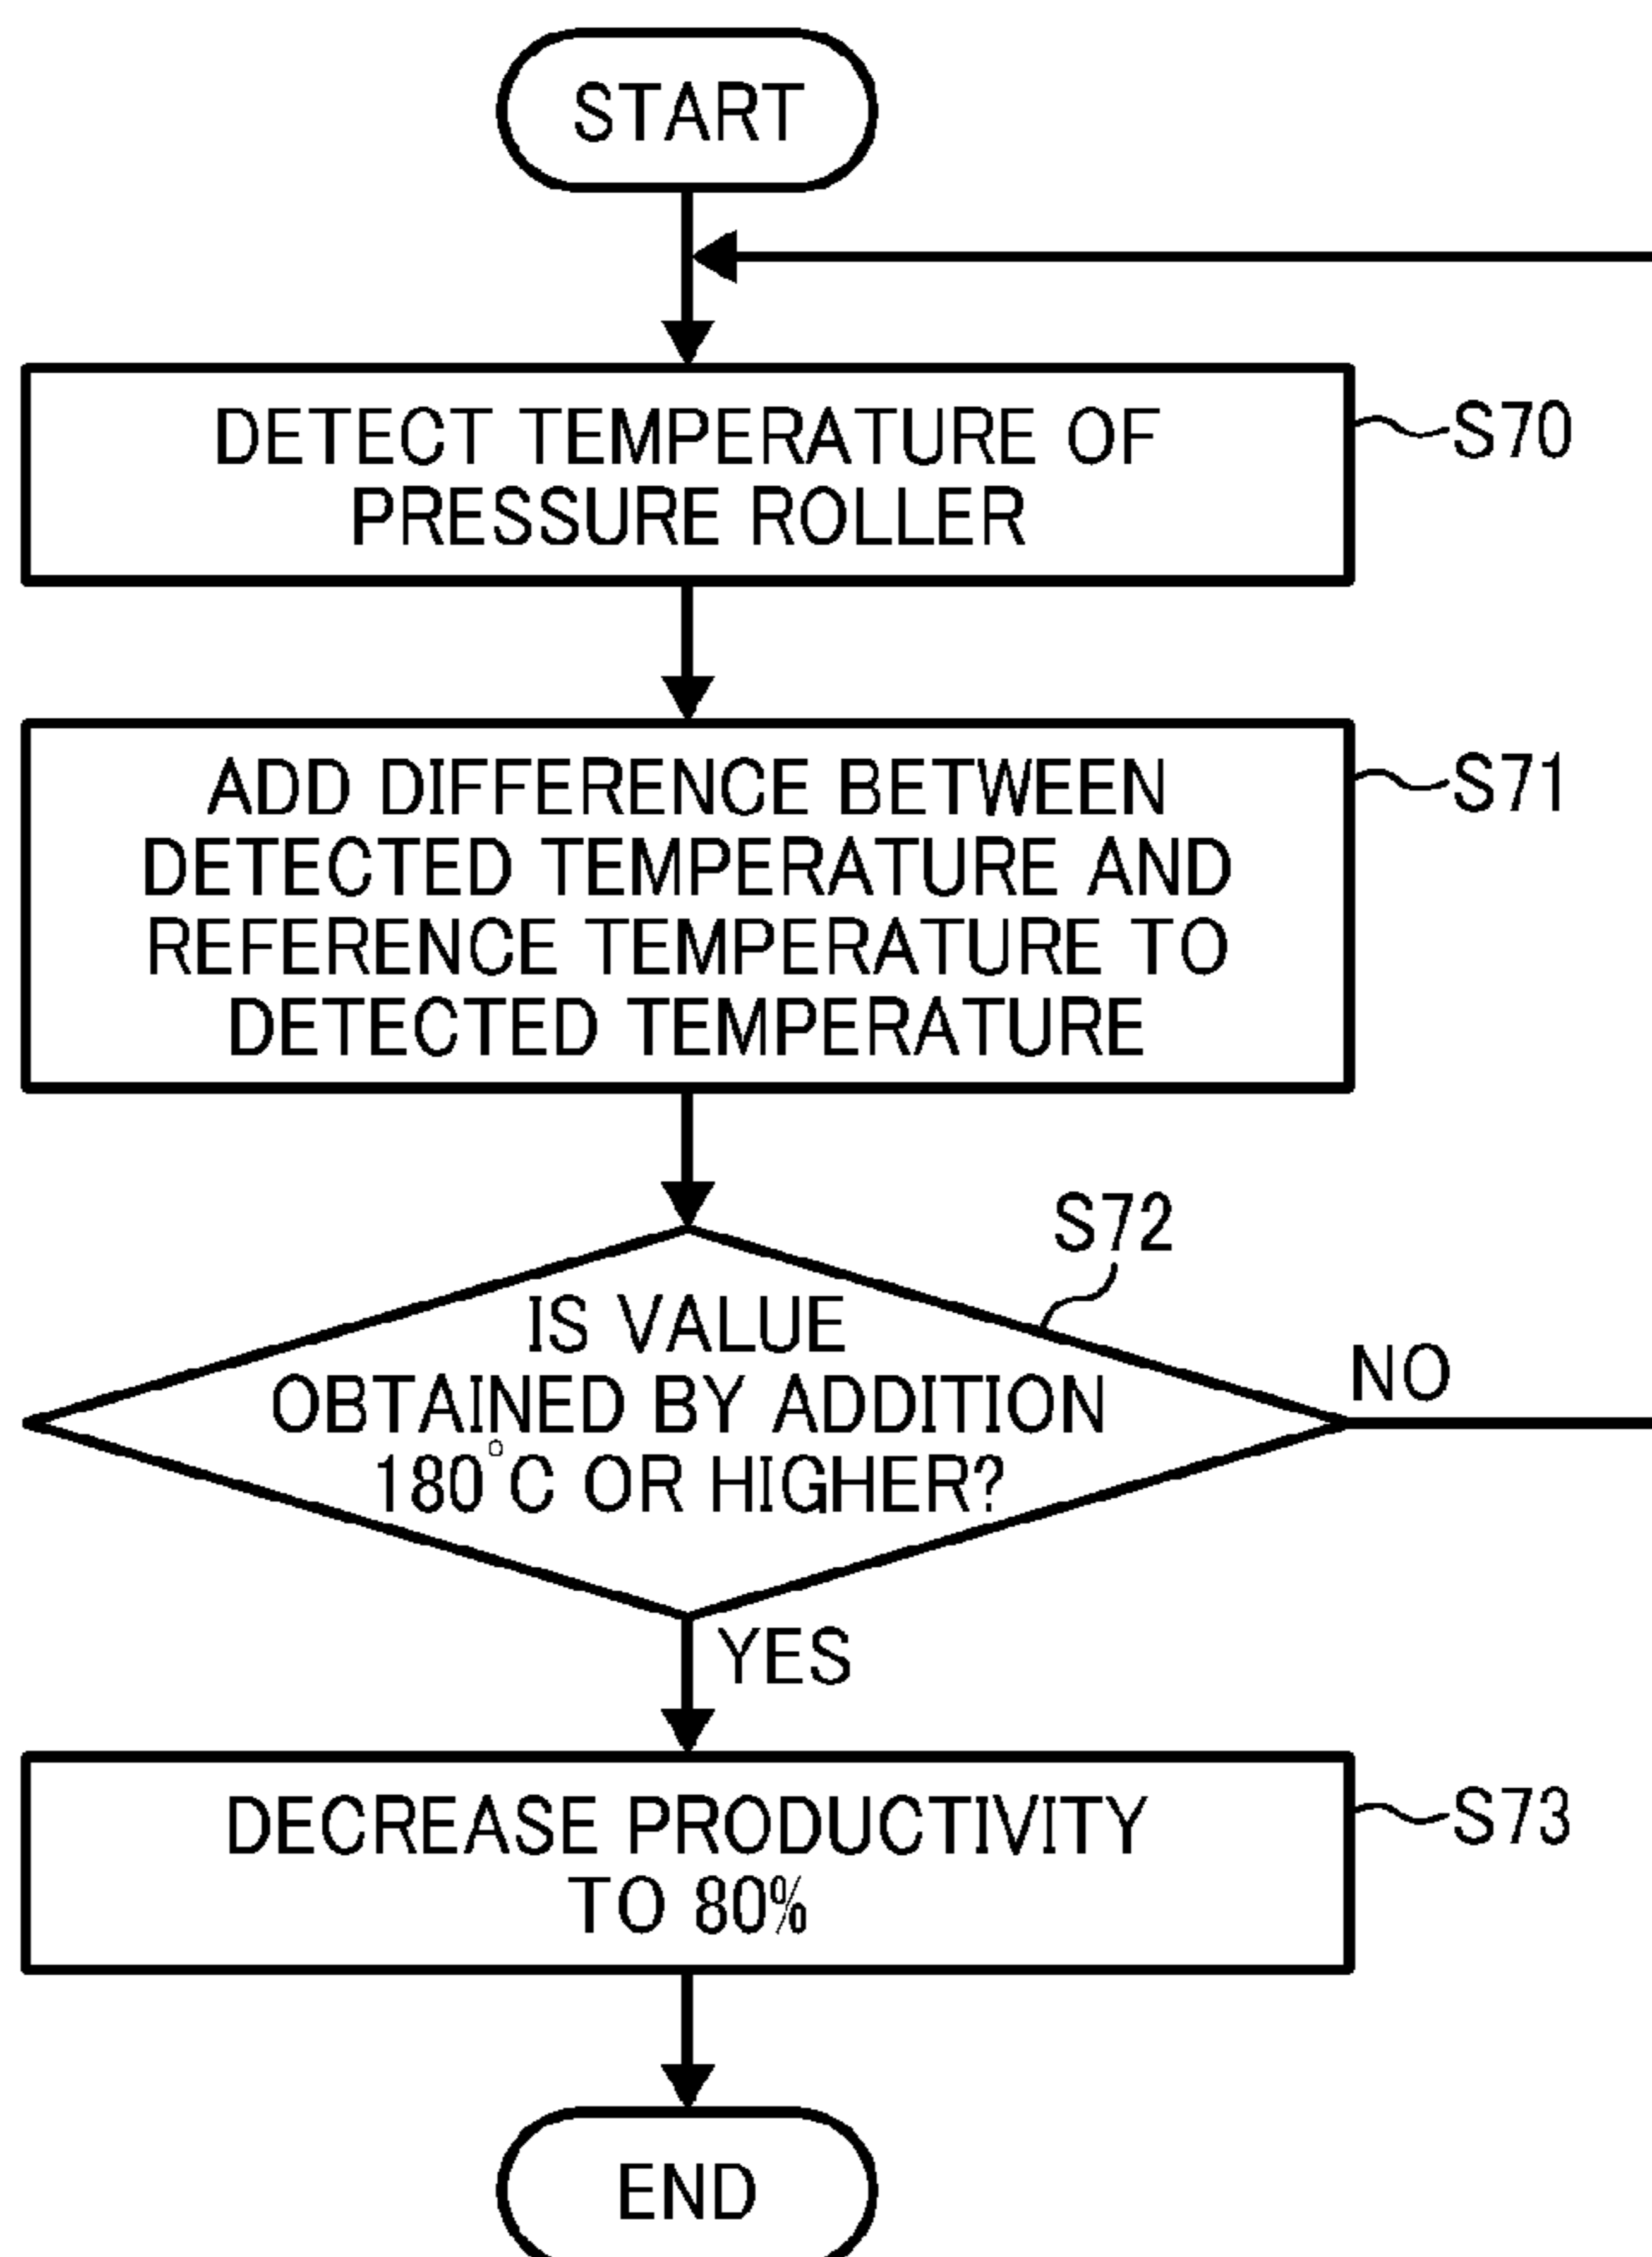 START
DETECT TEMPERATURE OF
PRESSURE ROLLER
S70
ADD DIFFERENCE BETWEEN
DETECTED TEMPERATURE AND
REFERENCE TEMPERATURE TO
DETECTED TEMPERATURE
S71
S72
IS VALUE
OBTAINED BY ADDITION
180°C OR HIGHER?
NO
YES
DECREASE PRODUCTIVITY
TO 80%
S73
END